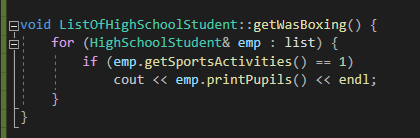 void ListOfHighSchoolStudent::getWasBoxing() {
for (HighSchoolStudent& emp : list) {
if (emp.getSportsActivities() == 1)
cout << emp.printPupils() << endl;
}
}